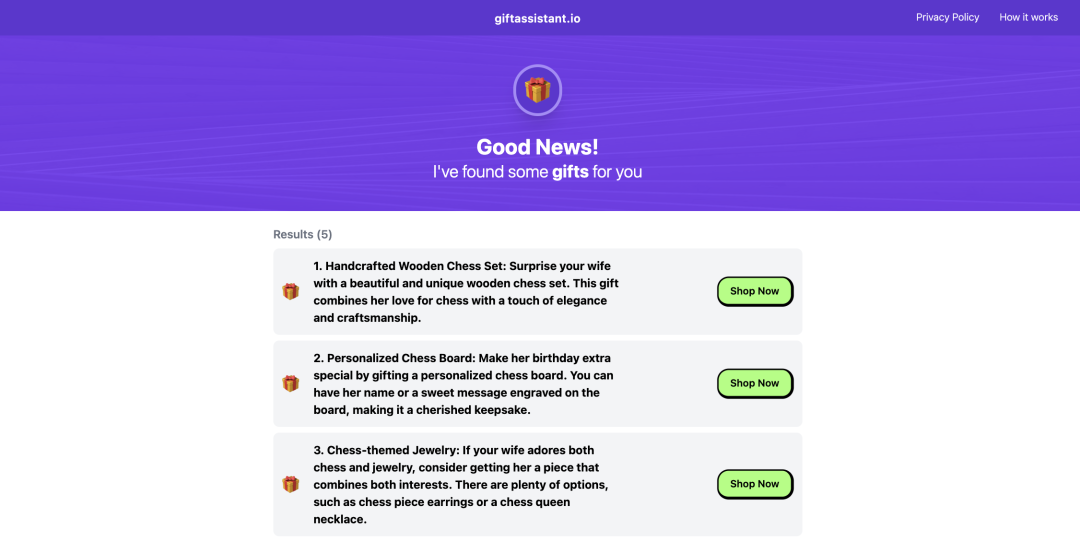 giftassistant.io
Privacy Policy
How it works
Good News!
I've found some gifts for you
Results (5)
1. Handcrafted Wooden Chess Set: Surprise your wife
with a beautiful and unique wooden chess set. This gift
combines her love for chess with a touch of elegance
and craftsmanship.
Shop Now
2. Personalized Chess Board: Make her birthday extra
special by gifting a personalized chess board. You can
have her name or a sweet message engraved on the
board, making it a cherished keepsake.
Shop Now
3. Chess-themed Jewelry: If your wife adores both
chess and jewelry, consider getting her a piece that
combines both interests. There are plenty of options,
such as chess piece earrings or a chess queen
necklace.
Shop Now